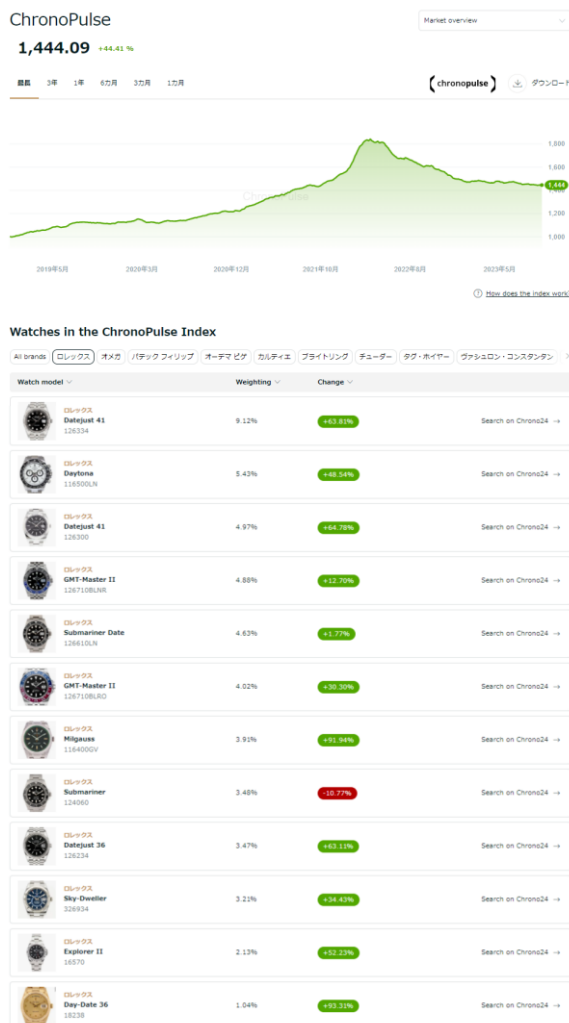 ChronoPulse
Market overview
1,444.09 +44.41 %
最長 3年 1年 6カ月 3カ月 1カ月
chronopulse ダウンロード
1,800
1,600
1,444
1,400
1,200
1,000
ChronoPulse
2019年5月 2020年3月 2020年12月 2021年10月 2022年8月 2023年5月
How does the index work?
Watches in the ChronoPulse Index
All brands ロレックス オメガ パテック フィリップ オーデマ ピゲ カルティエ ブライトリング チューダー タグ・ホイヤー ヴァシュロン・コンスタンタン
Watch model Weighting Change
ロレックス
Datejust 41
126334
9.12% +63.81% Search on Chrono24 →
ロレックス
Daytona
116500LN
5.43% +48.54% Search on Chrono24 →
ロレックス
Datejust 41
126300
4.97% +64.78% Search on Chrono24 →
ロレックス
GMT-Master II
126710BLNR
4.88% +12.70% Search on Chrono24 →
ロレックス
Submariner Date
126610LN
4.63% +1.77% Search on Chrono24 →
ロレックス
GMT-Master II
126710BLRO
4.02% +30.30% Search on Chrono24 →
ロレックス
Milgauss
116400GV
3.91% +91.94% Search on Chrono24 →
ロレックス
Submariner
124060
3.48% -10.77% Search on Chrono24 →
ロレックス
Datejust 36
126234
3.47% +63.11% Search on Chrono24 →
ロレックス
Sky-Dweller
326934
3.21% +34.43% Search on Chrono24 →
ロレックス
Explorer II
16570
2.13% +52.23% Search on Chrono24 →
ロレックス
Day-Date 36
18238
1.04% +93.31% Search on Chrono24 →